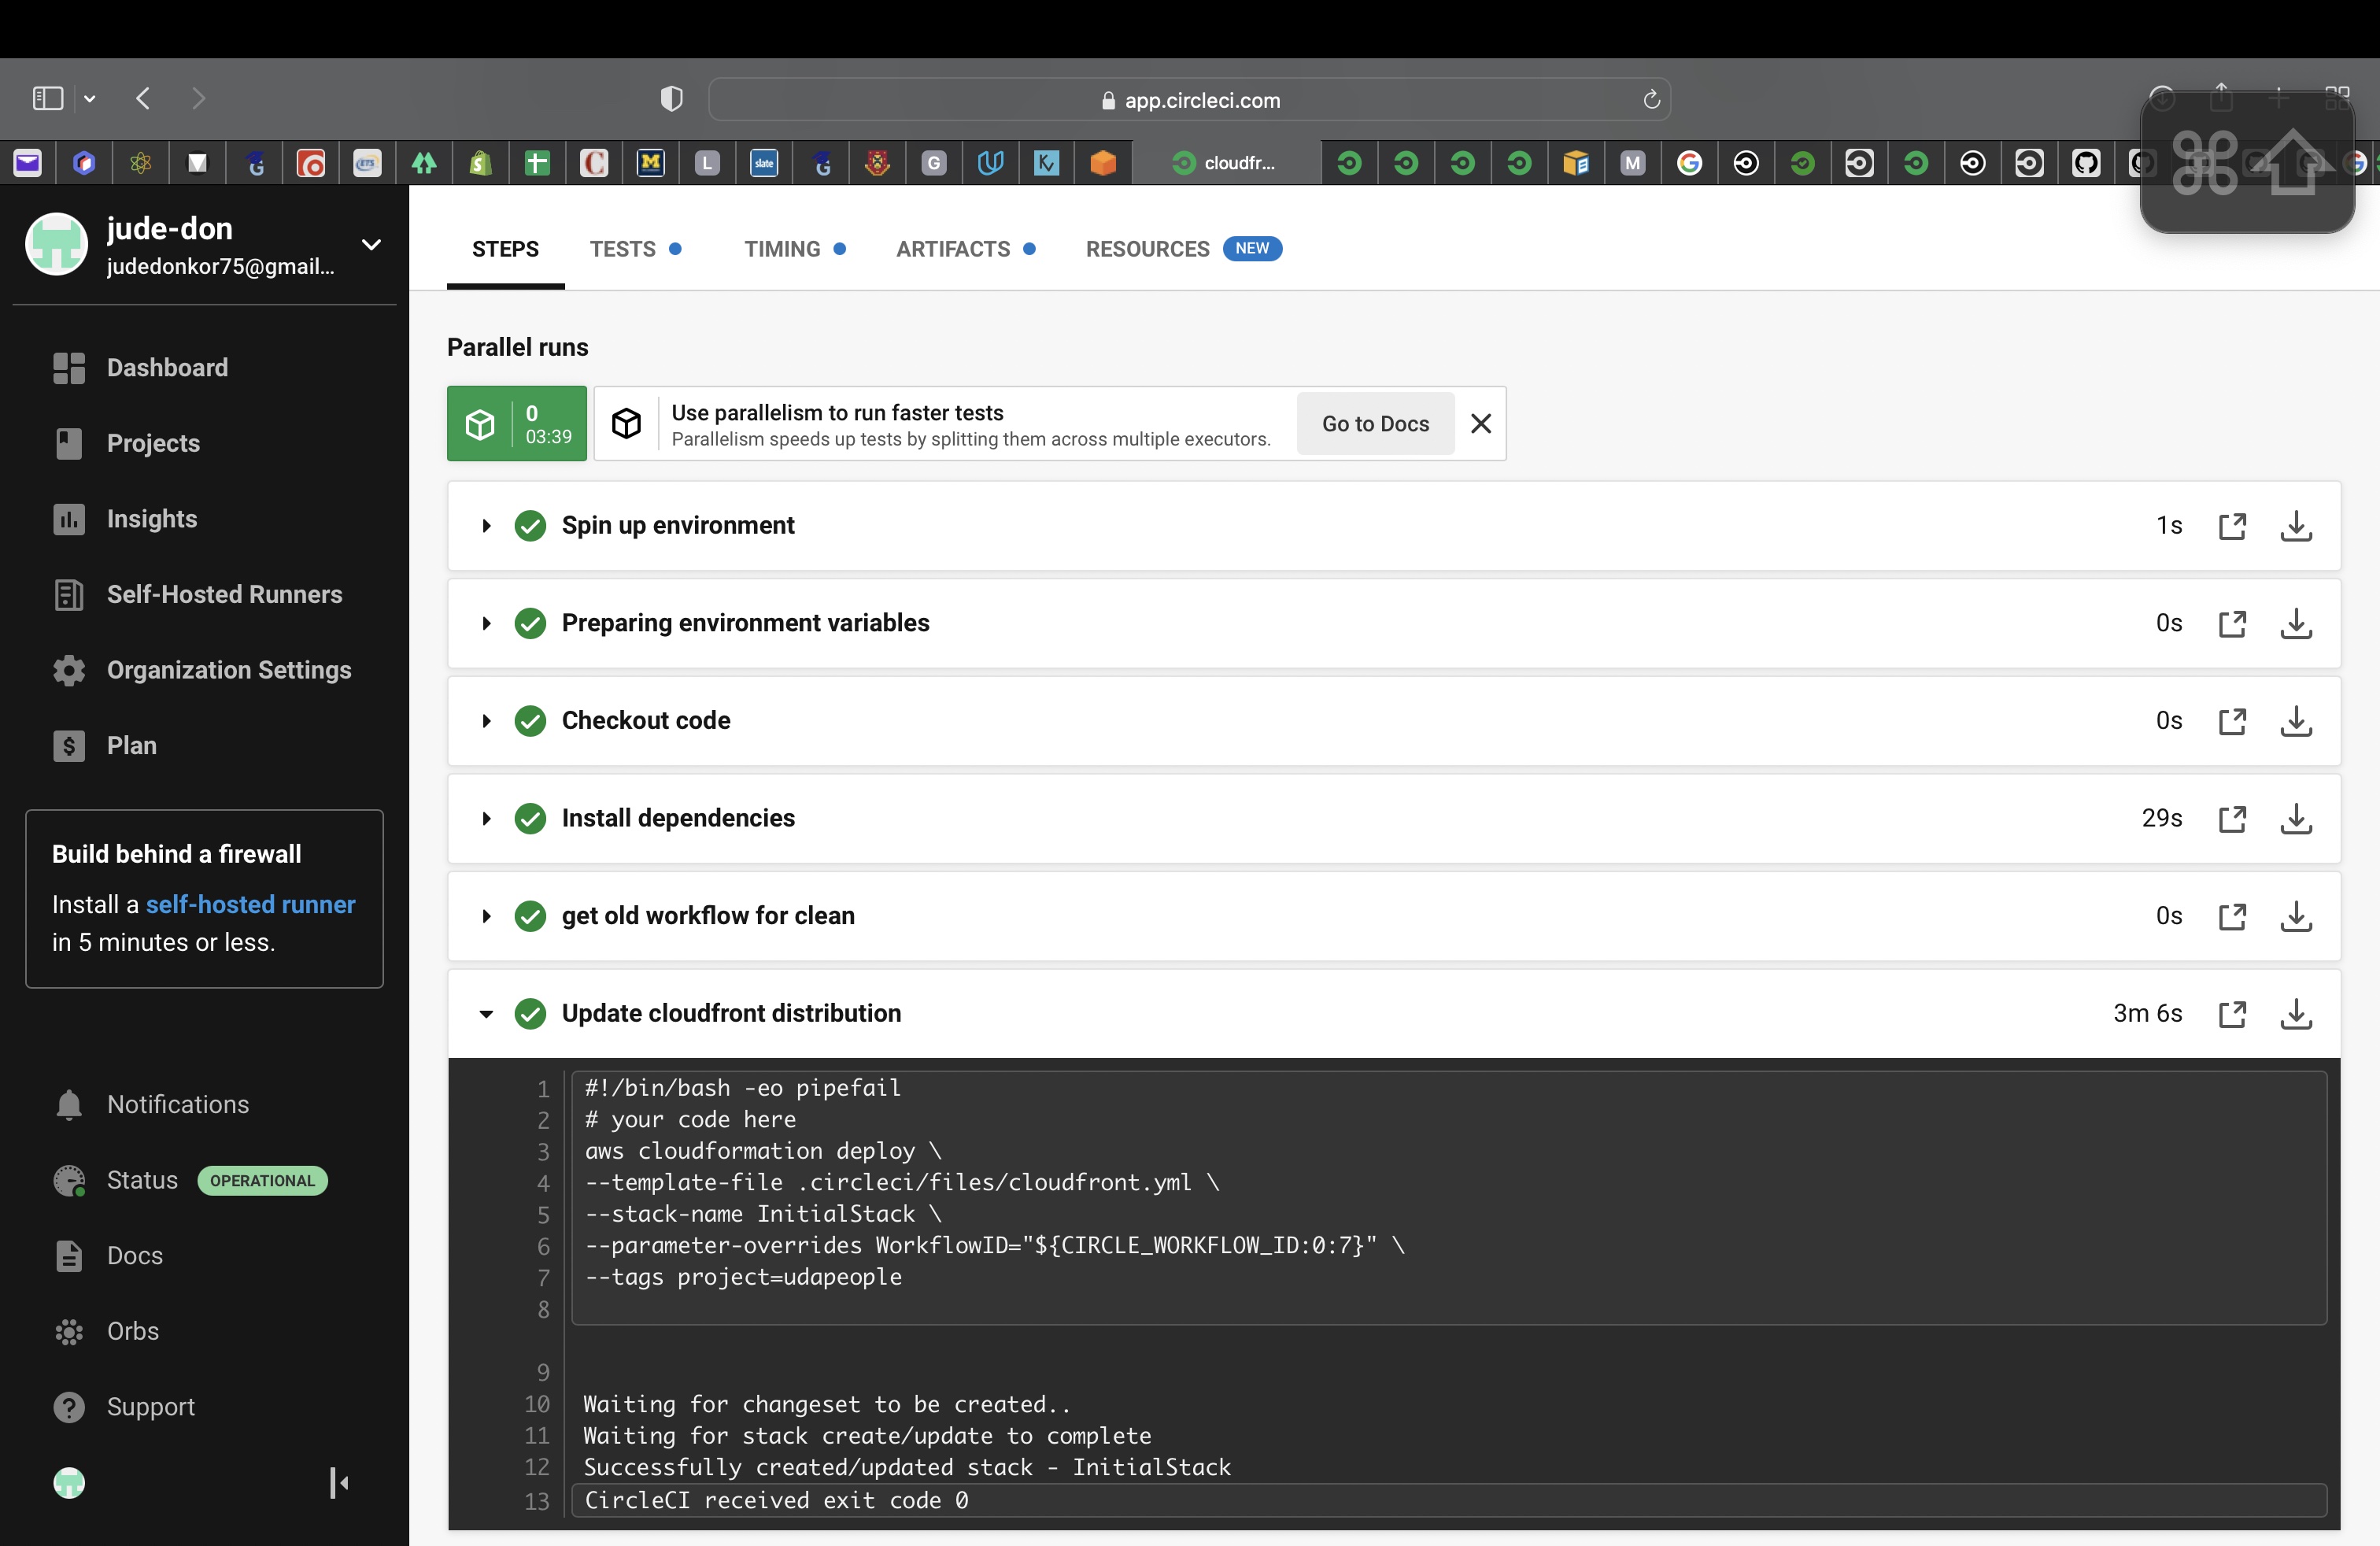 app.circleci.com
cloudfr...
jude-don
judedonkor75@gmail...
Dashboard
Projects
Insights
Self-Hosted Runners
Organization Settings
Plan
Build behind a firewall
Install a self-hosted runner
in 5 minutes or less.
Notifications
Status OPERATIONAL
Docs
Orbs
Support
STEPS TESTS TIMING ARTIFACTS RESOURCES NEW
Parallel runs
0
03:39
Use parallelism to run faster tests
Parallelism speeds up tests by splitting them across multiple executors.
Go to Docs
Spin up environment 1s
Preparing environment variables 0s
Checkout code 0s
Install dependencies 29s
get old workflow for clean 0s
Update cloudfront distribution 3m 6s
1 #!/bin/bash -eo pipefail
2 # your code here
3 aws cloudformation deploy \
4 --template-file .circleci/files/cloudfront.yml \
5 --stack-name InitialStack \
6 --parameter-overrides WorkflowID="${CIRCLE_WORKFLOW_ID:0:7}" \
7 --tags project=udapeople
8
9
10 Waiting for changeset to be created..
11 Waiting for stack create/update to complete
12 Successfully created/updated stack - InitialStack
13 CircleCI received exit code 0